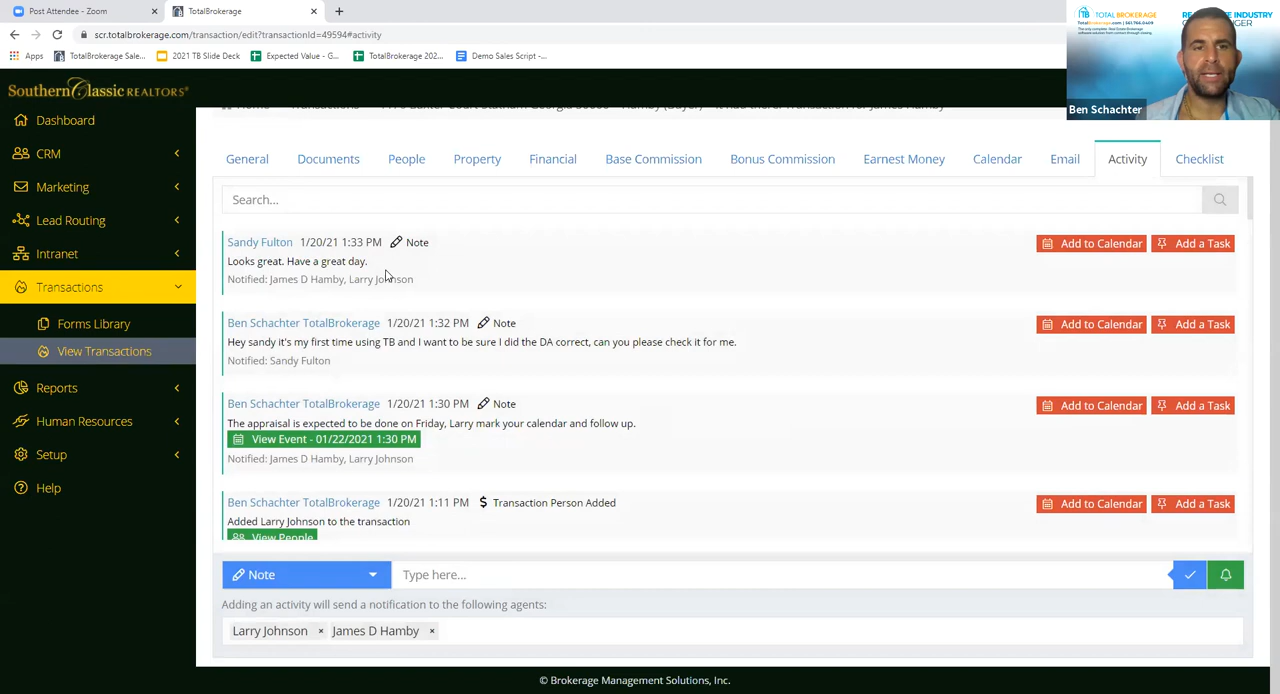 Post Attendee - Zoom
TotalBrokerage
scr.totalbrokerage.com/transaction/edit?transactionId=49594#activity
Apps
TotalBrokerage Sale...
2021 TB Slide Deck
Expected Value - G...
TotalBrokerage 202...
Demo Sales Script -...
TOTAL BROKERAGE
Ben Schachter
Southern Classic REALTORS®
Dashboard
CRM
Marketing
Lead Routing
Intranet
Transactions
Forms Library
View Transactions
Reports
Human Resources
Setup
Help
General
Documents
People
Property
Financial
Base Commission
Bonus Commission
Earnest Money
Calendar
Email
Activity
Checklist
Search...
Sandy Fulton 1/20/21 1:33 PM Note
Add to Calendar
Add a Task
Looks great. Have a great day.
Notified: James D Hamby, Larry Johnson
Ben Schachter TotalBrokerage 1/20/21 1:32 PM Note
Add to Calendar
Add a Task
Hey sandy it's my first time using TB and I want to be sure I did the DA correct, can you please check it for me.
Notified: Sandy Fulton
Ben Schachter TotalBrokerage 1/20/21 1:30 PM Note
Add to Calendar
Add a Task
The appraisal is expected to be done on Friday, Larry mark your calendar and follow up.
View Event - 01/22/2021 1:30 PM
Notified: James D Hamby, Larry Johnson
Ben Schachter TotalBrokerage 1/20/21 1:11 PM $ Transaction Person Added
Add to Calendar
Add a Task
Added Larry Johnson to the transaction
View People
Note
Type here...
Adding an activity will send a notification to the following agents:
Larry Johnson ×
James D Hamby ×
© Brokerage Management Solutions, Inc.